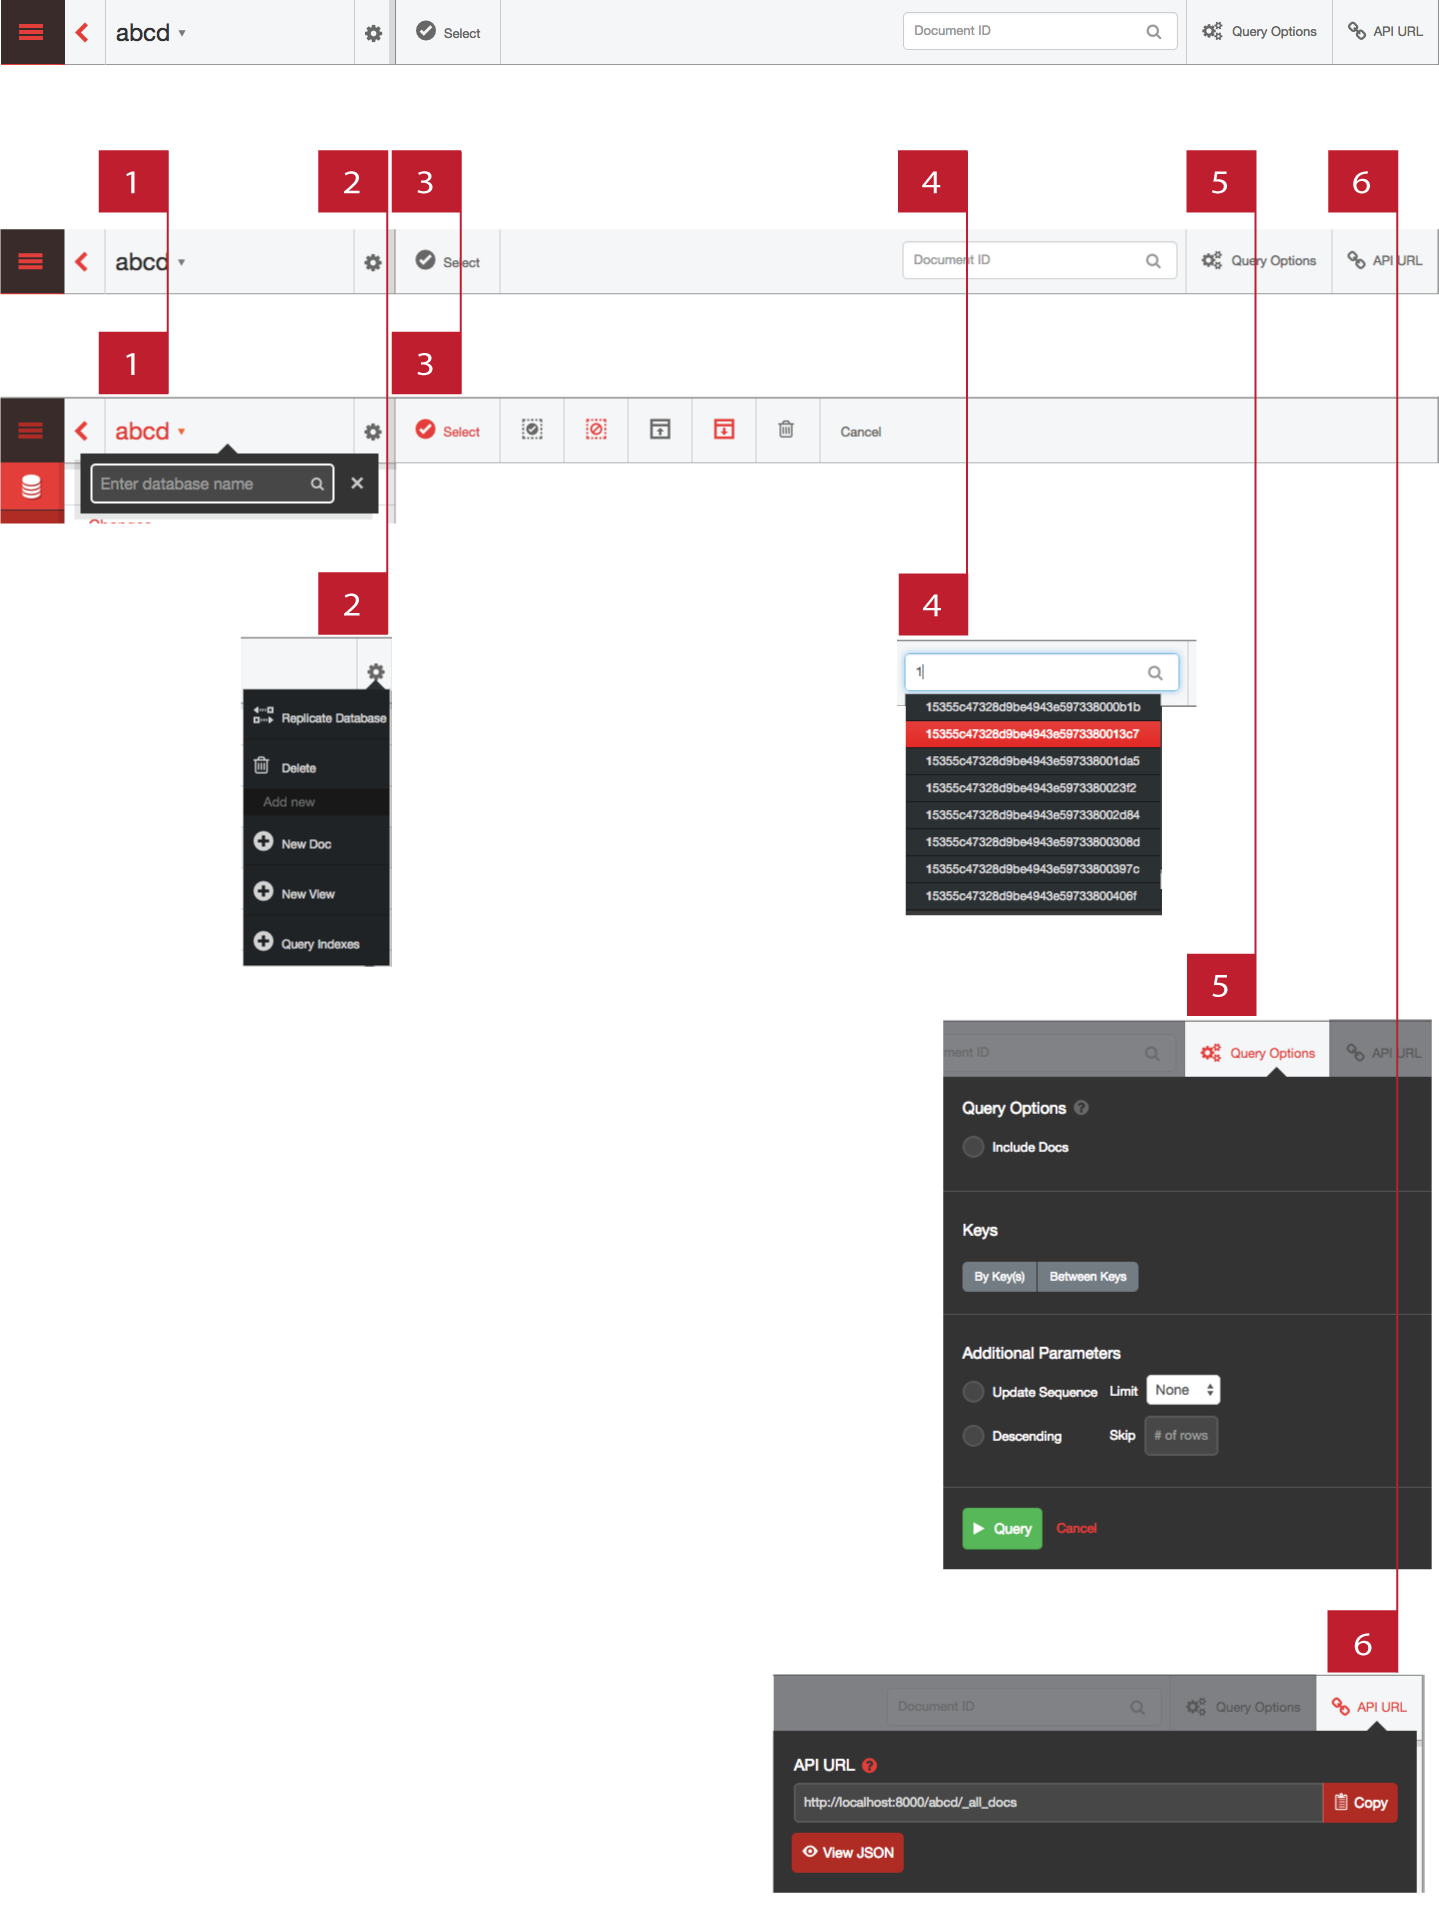 abcd
Select
Document ID
Query Options
API URL
1
2
3
4
5
6
abcd
Select
Document ID
Query Options
API URL
1
3
abcd
Select
Cancel
Enter database name
Changes
2
4
Replicate Database
Delete
Add new
New Doc
New View
Query Indexes
1
15355c47328d9be4943e597338000b1b
15355c47328d9be4943e5973380013c7
15355c47328d9be4943e597338001da5
15355c47328d9be4943e5973380023f2
15355c47328d9be4943e597338002d84
15355c47328d9be4943e59733800308d
15355c47328d9be4943e59733800397c
15355c47328d9be4943e59733800406f
5
ment ID
Query Options
API URL
Query Options
Include Docs
Keys
By Key(s)
Between Keys
Additional Parameters
Update Sequence Limit None
Descending Skip # of rows
Query Cancel
6
Document ID
Query Options
API URL
API URL
http://localhost:8000/abcd/_all_docs
Copy
View JSON